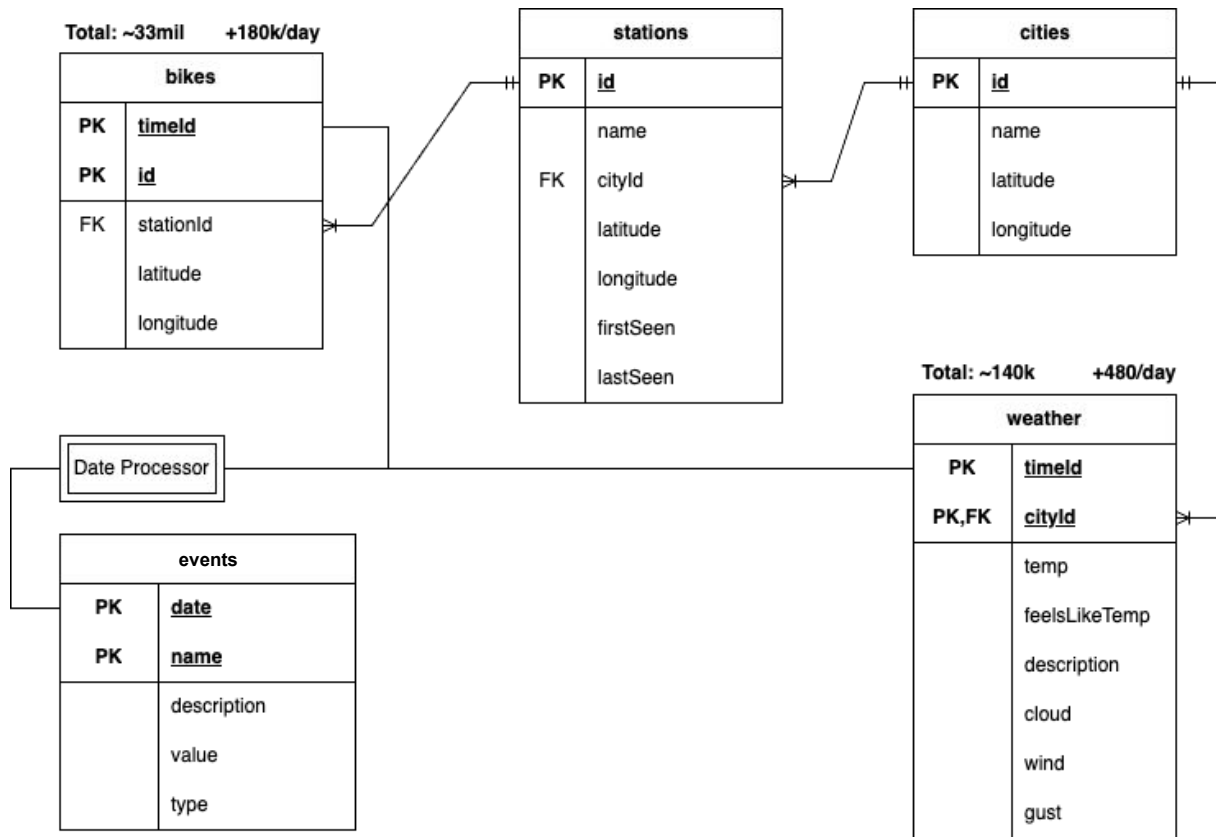 Total: ~33mil +180k/day
bikes
PK timeId
PK id
FK stationId
latitude
longitude
stations
PK id
name
FK cityId
latitude
longitude
firstSeen
lastSeen
cities
PK id
name
latitude
longitude
Total: ~140k +480/day
weather
PK timeId
PK,FK cityId
temp
feelsLikeTemp
description
cloud
wind
gust
Date Processor
events
PK date
PK name
description
value
type